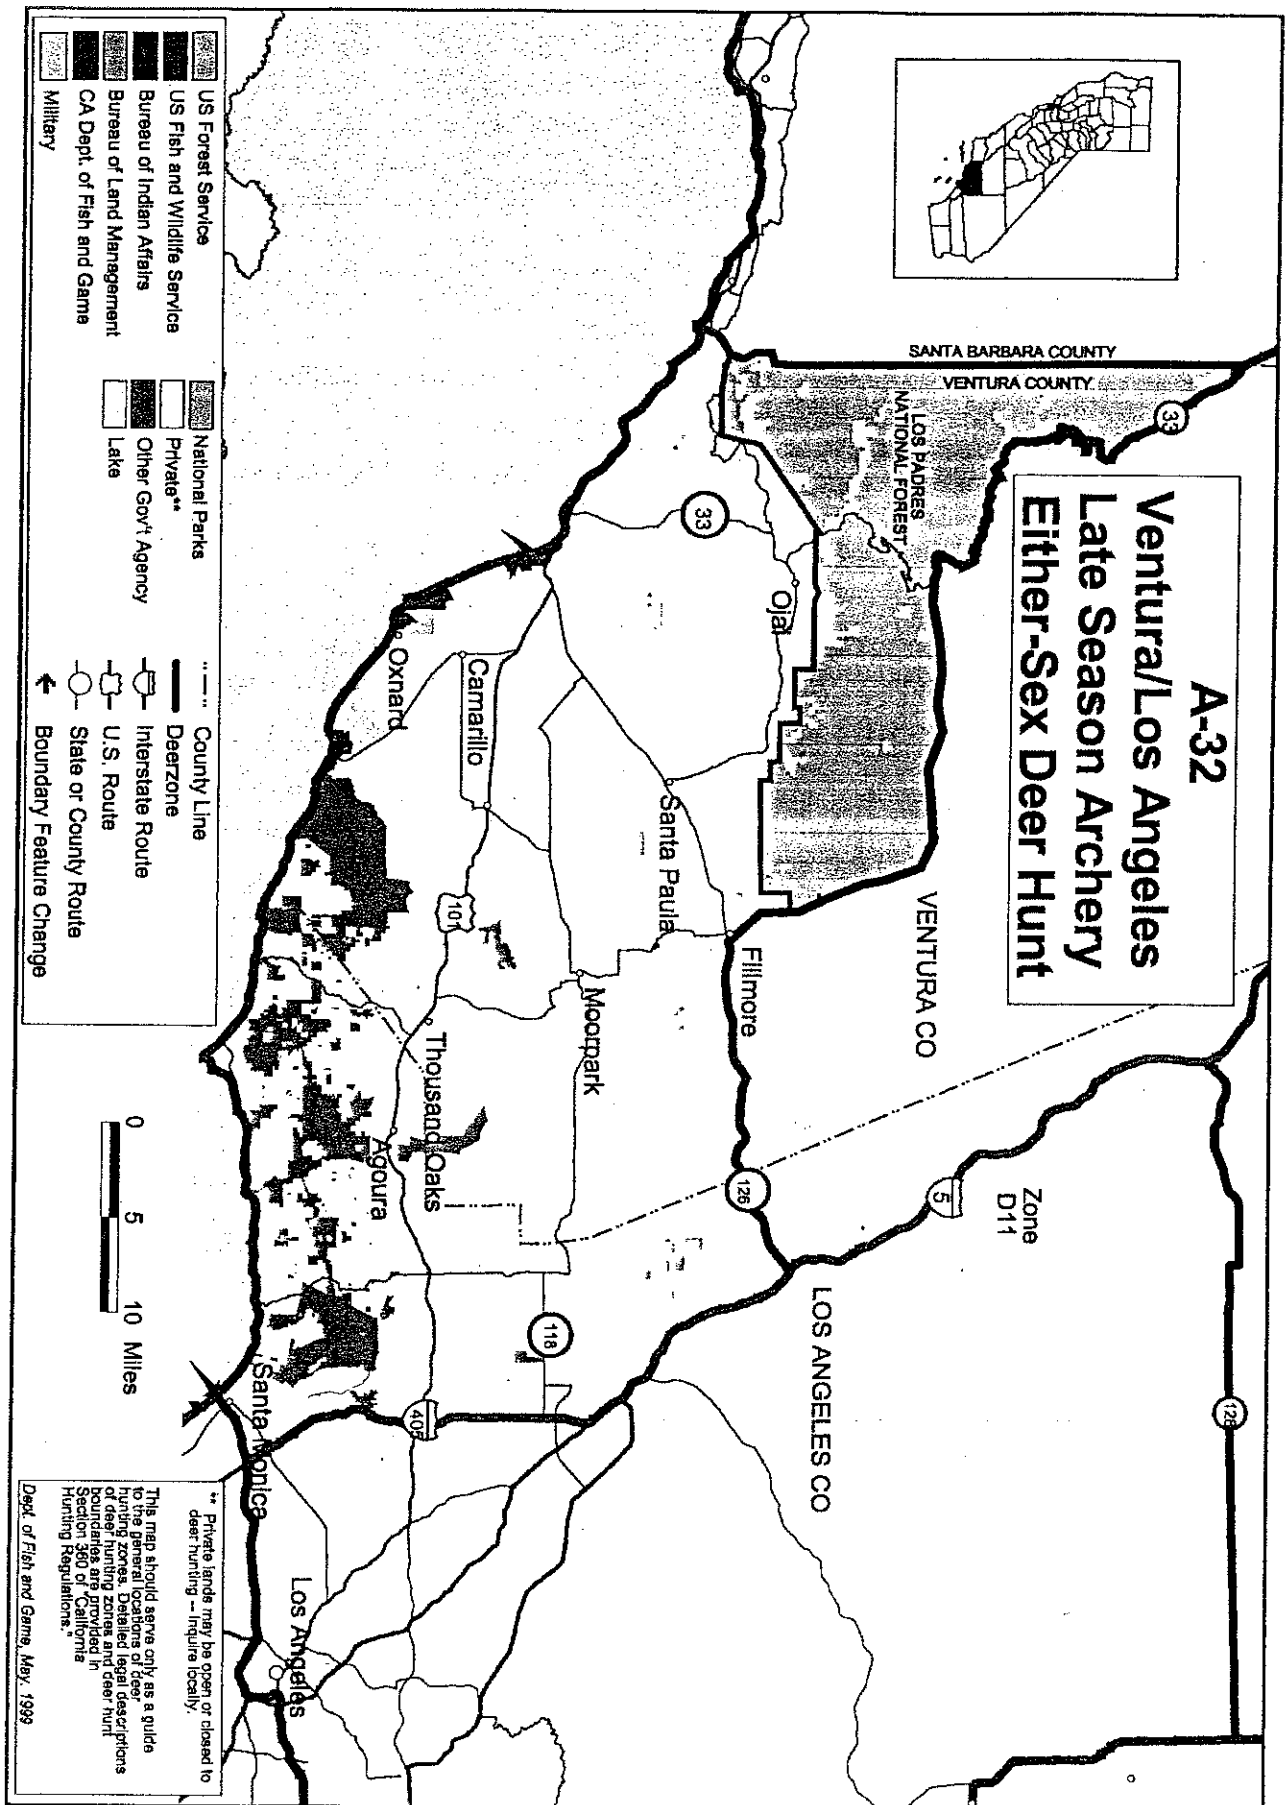 A-32
Ventura/Los Angeles
Late Season Archery
Either-Sex Deer Hunt
SANTA BARBARA COUNTY
VENTURA COUNTY
33
LOS PADRES
NATIONAL FOREST
VENTURA CO
Zone
D11
5
LOS ANGELES CO
126
33
Ojai
Santa Paula
Fillmore
126
Oxnard
Camarillo
101
Moorpark
Thousand Oaks
Agoura
118
405
Santa Monica
Los Angeles
US Forest Service
US Fish and Wildlife Service
Bureau of Indian Affairs
Bureau of Land Management
CA Dept. of Fish and Game
Military
National Parks
Private**
Other Gov't Agency
Lake
County Line
Deerzone
Interstate Route
U.S. Route
State or County Route
Boundary Feature Change
0 5 10 Miles
** Private lands may be open or closed to
deer hunting -- Inquire locally.
This map should serve only as a guide
to the general locations of deer
hunting zones. Detailed legal descriptions
of deer hunting zones and deer hunt
boundaries are provided in
Section 360 of "California
Hunting Regulations."
Dept. of Fish and Game, May, 1999